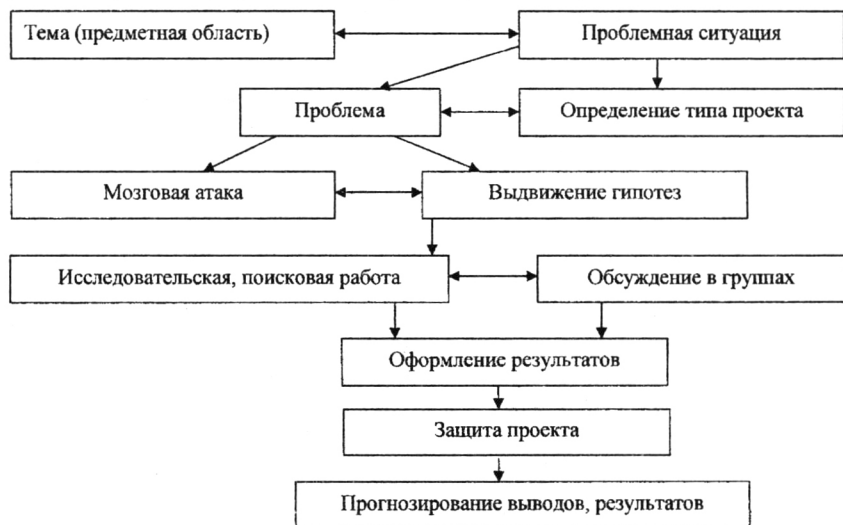 Тема (предметная область)
Проблемная ситуация
Проблема
Определение типа проекта
Мозговая атака
Выдвижение гипотез
Исследовательская, поисковая работа
Обсуждение в группах
Оформление результатов
Защита проекта
Прогнозирование выводов, результатов